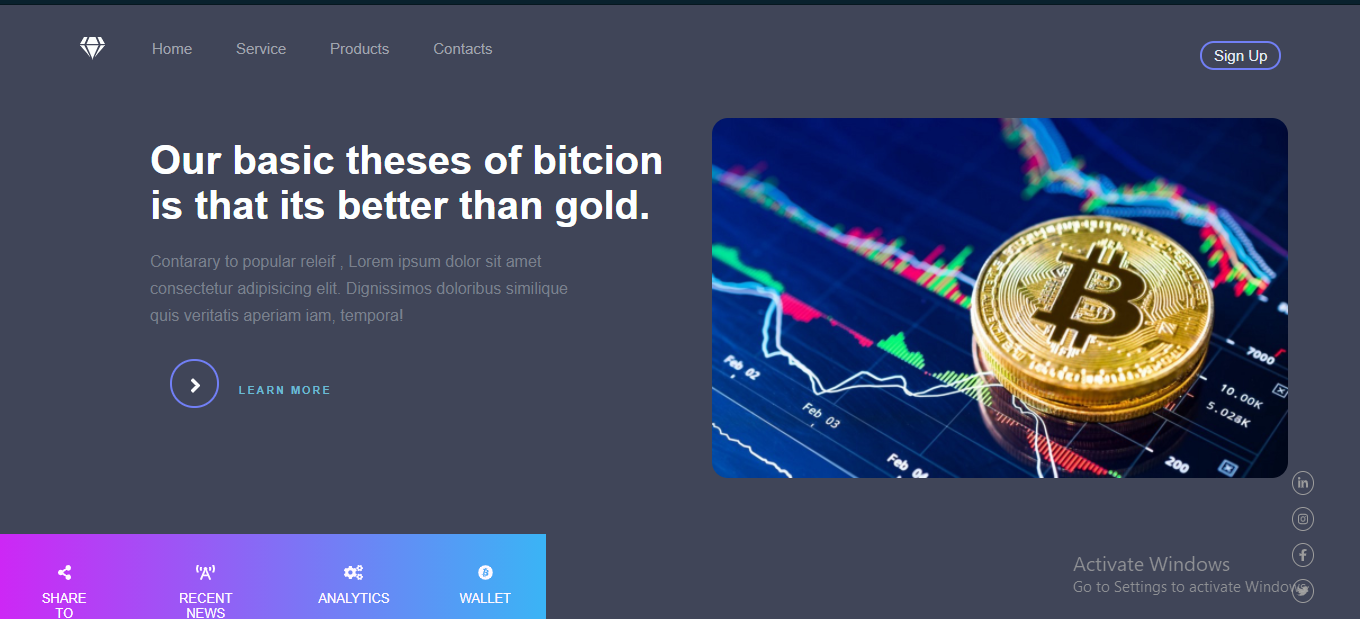 Home Service Products Contacts
Sign Up
Our basic theses of bitcion
is that its better than gold.
Contarary to popular releif , Lorem ipsum dolor sit amet
consectetur adipisicing elit. Dignissimos doloribus similique
quis veritatis aperiam iam, tempora!
LEARN MORE
Feb 02
Feb 03
Feb 04
7000
10.00K
5.028K
200
SHARE
TO
RECENT
NEWS
ANALYTICS
WALLET
Activate Windows
Go to Settings to activate Windows.